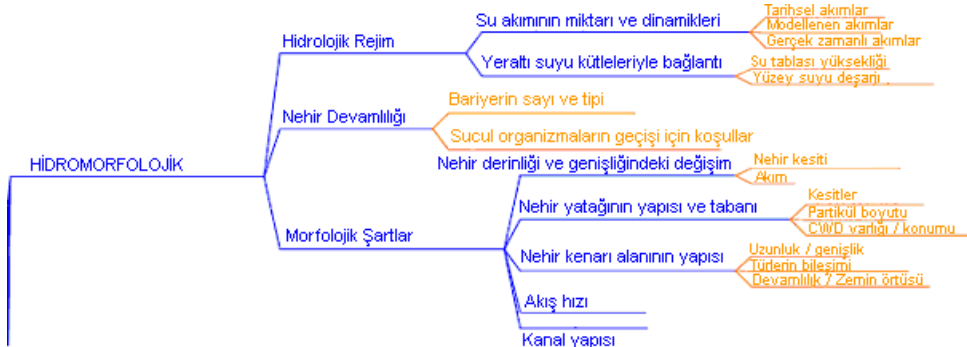 HİDROMORFOLOJİK
Hidrolojik Rejim
Su akımının miktarı ve dinamikleri
Tarihsel akımlar
Modellenen akımlar
Gerçek zamanlı akımlar
Yeraltı suyu kütleleriyle bağlantı
Su tablası yüksekliği
Yüzey suyu deşarjı
Nehir Devamlılığı
Bariyerin sayı ve tipi
Sucul organizmaların geçişi için koşullar
Morfolojik Şartlar
Nehir derinliği ve genişliğindeki değişim
Nehir kesiti
Akım
Nehir yatağının yapısı ve tabanı
Kesitler
Partikül boyutu
CWD varlığı / konumu
Nehir kenarı alanının yapısı
Uzunluk / genişlik
Türlerin bileşimi
Devamlılık / Zemin örtüsü
Akış hızı
Kanal yapısı